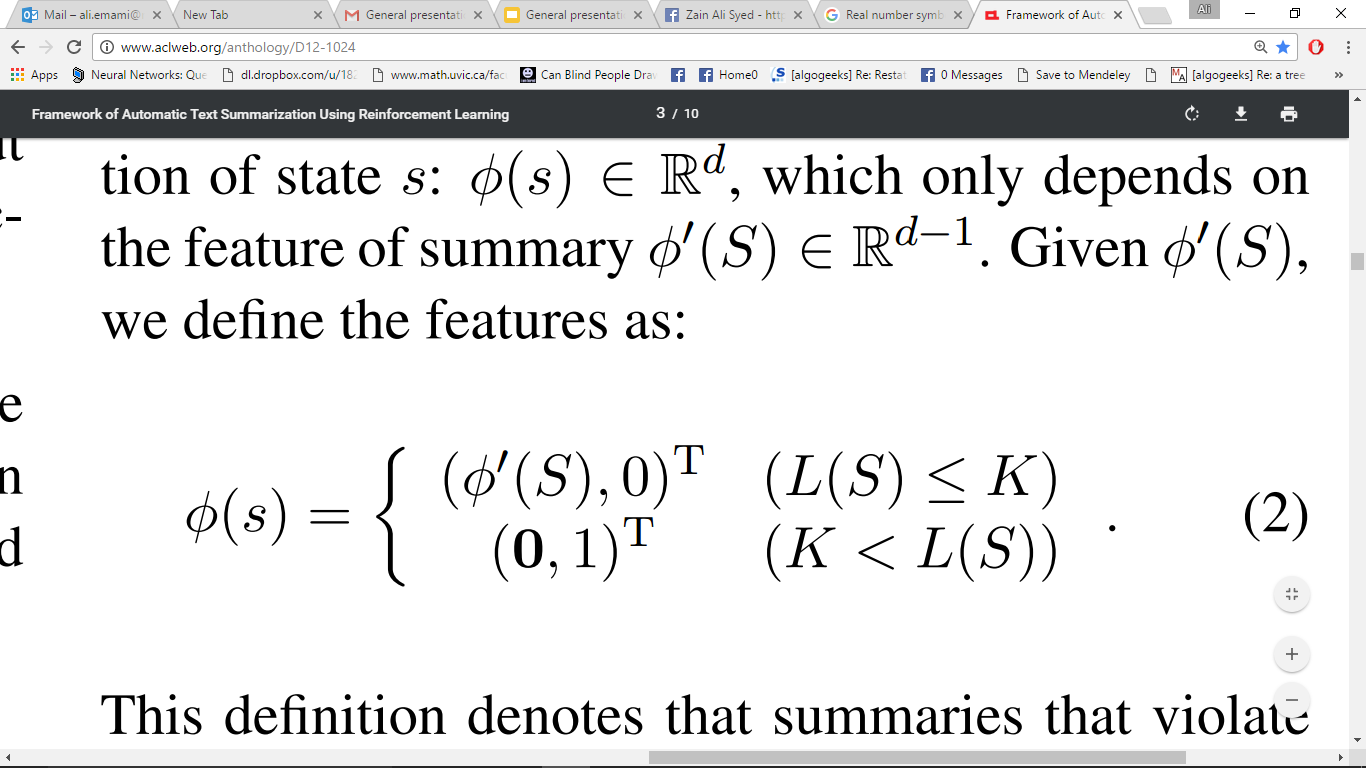 Mail – ali.emami@
New Tab
General presentati
General presentati
Zain Ali Syed - http
Real number symb
Framework of Auto
Ali
www.aclweb.org/anthology/D12-1024
Apps
Neural Networks: Que
dl.dropbox.com/u/182
www.math.uvic.ca/fac
Can Blind People Draw
Home0
[algogeeks] Re: Restat
0 Messages
Save to Mendeley
[algogeeks] Re: a tree
»
Framework of Automatic Text Summarization Using Reinforcement Learning
3 / 10
tion of state s: ϕ(s) ∈ ℝ^d, which only depends on
the feature of summary ϕ′(S) ∈ ℝ^{d−1}. Given ϕ′(S),
we define the features as:
ϕ(s) = { (ϕ′(S), 0)^T (L(S) ≤ K)
(𝟎, 1)^T (K < L(S)) . (2)
This definition denotes that summaries that violate
e
n
d